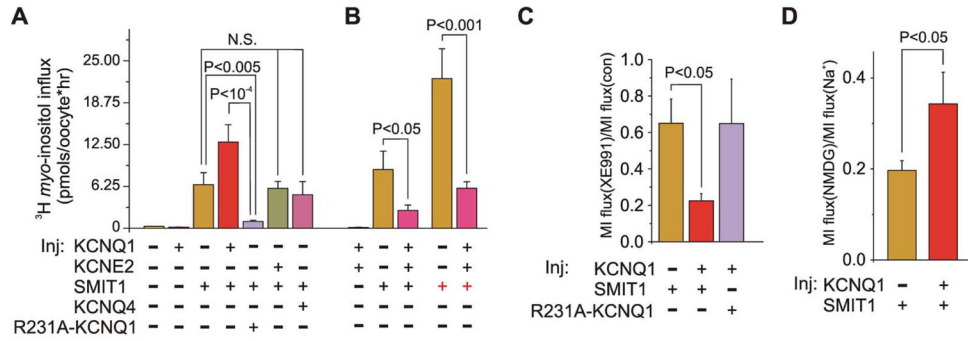 A
N.S.
P<0.005
P<10⁻⁴
25.00
18.75
12.50
6.25
0
³H myo-inositol influx
(pmols/oocyte*hr)
B
P<0.001
P<0.05
Inj: KCNQ1 - + - + - - - + - + - +
KCNE2 - - - - - + - + - + - +
SMIT1 - - + + + + + - + + + +
KCNQ4 - - - - - - + - - - - -
R231A-KCNQ1 - - - - + - - - - - - -
C
P<0.05
1.0
0.8
0.6
0.4
0.2
0.0
MI flux(XE991)/MI flux(con)
Inj: KCNQ1 - + +
SMIT1 + + -
R231A-KCNQ1 - - +
D
P<0.05
0.4
0.2
0.0
MI flux(NMDG)/MI flux(Na⁺)
Inj: KCNQ1 - +
SMIT1 + +